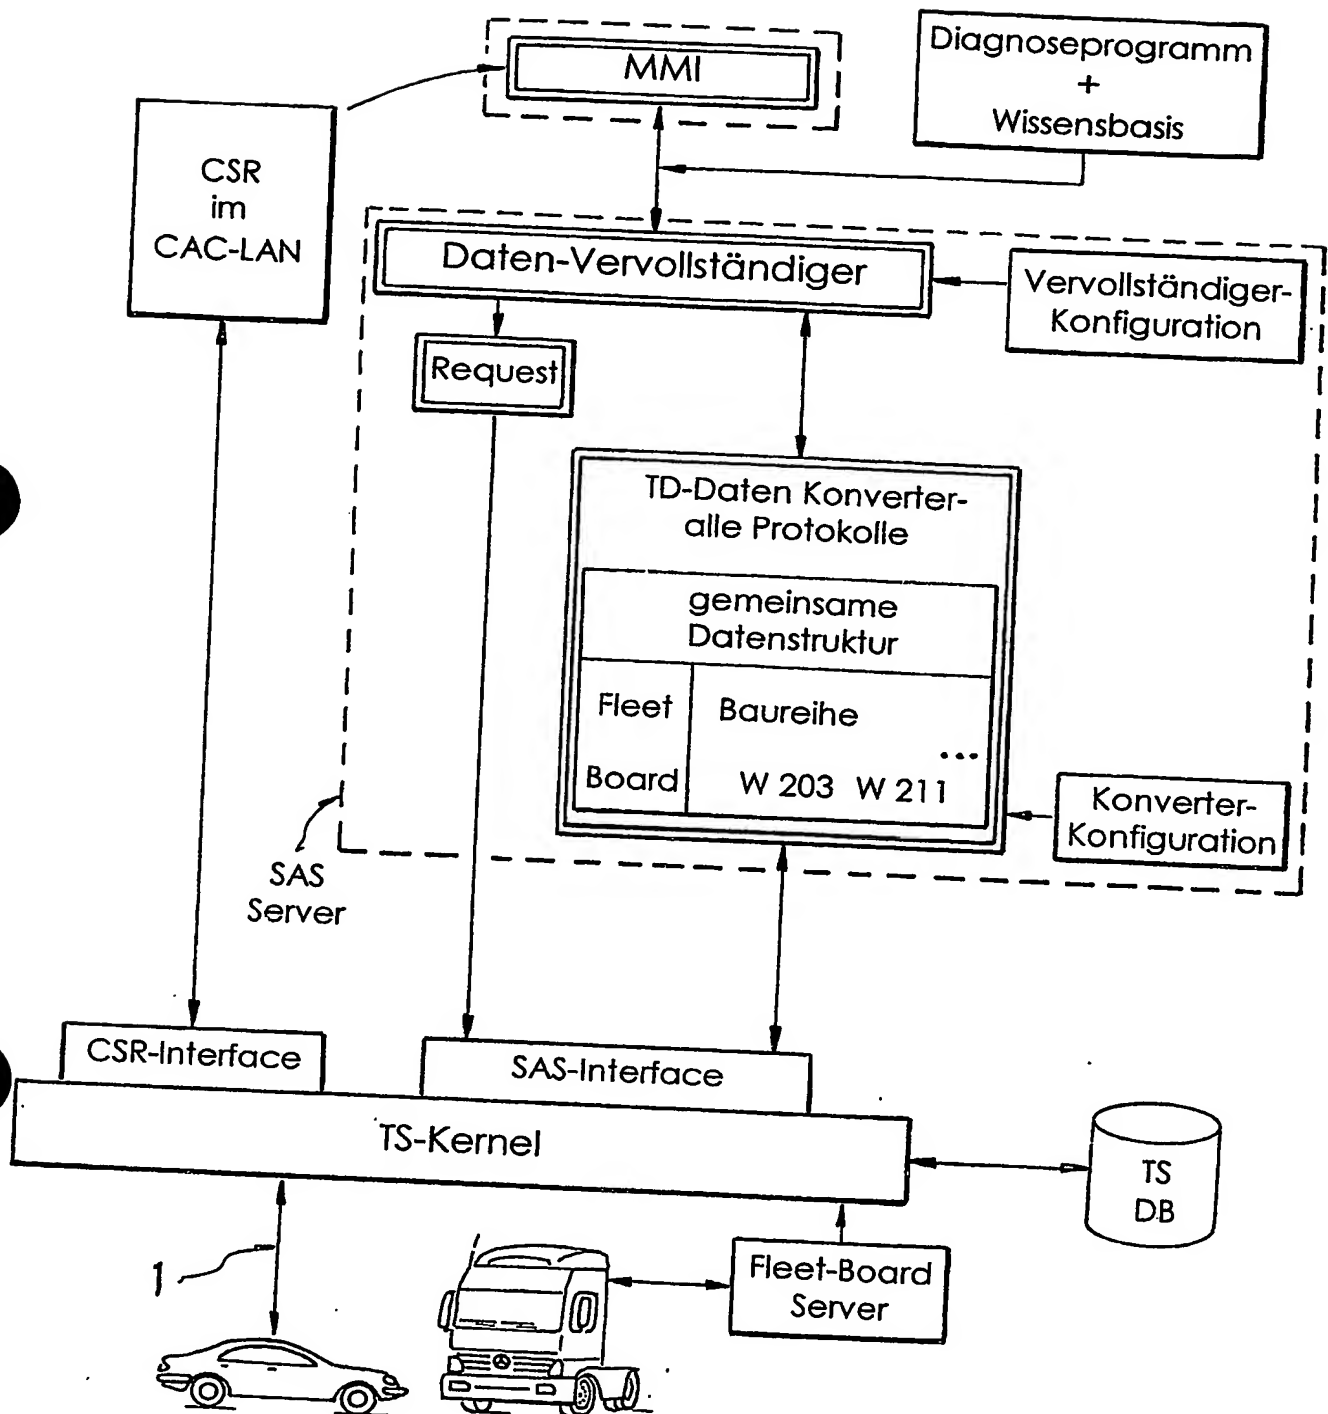 MMI
Diagnoseprogramm
+
Wissensbasis
CSR
im
CAC-LAN
Daten-Vervollständiger
Vervollständiger-
Konfiguration
Request
TD-Daten Konverter-
alle Protokolle
gemeinsame
Datenstruktur
Fleet
Board
Baureihe
...
W 203 W 211
Konverter-
Konfiguration
SAS
Server
CSR-Interface
SAS-Interface
TS-Kernel
TS
DB
1
Fleet-Board
Server